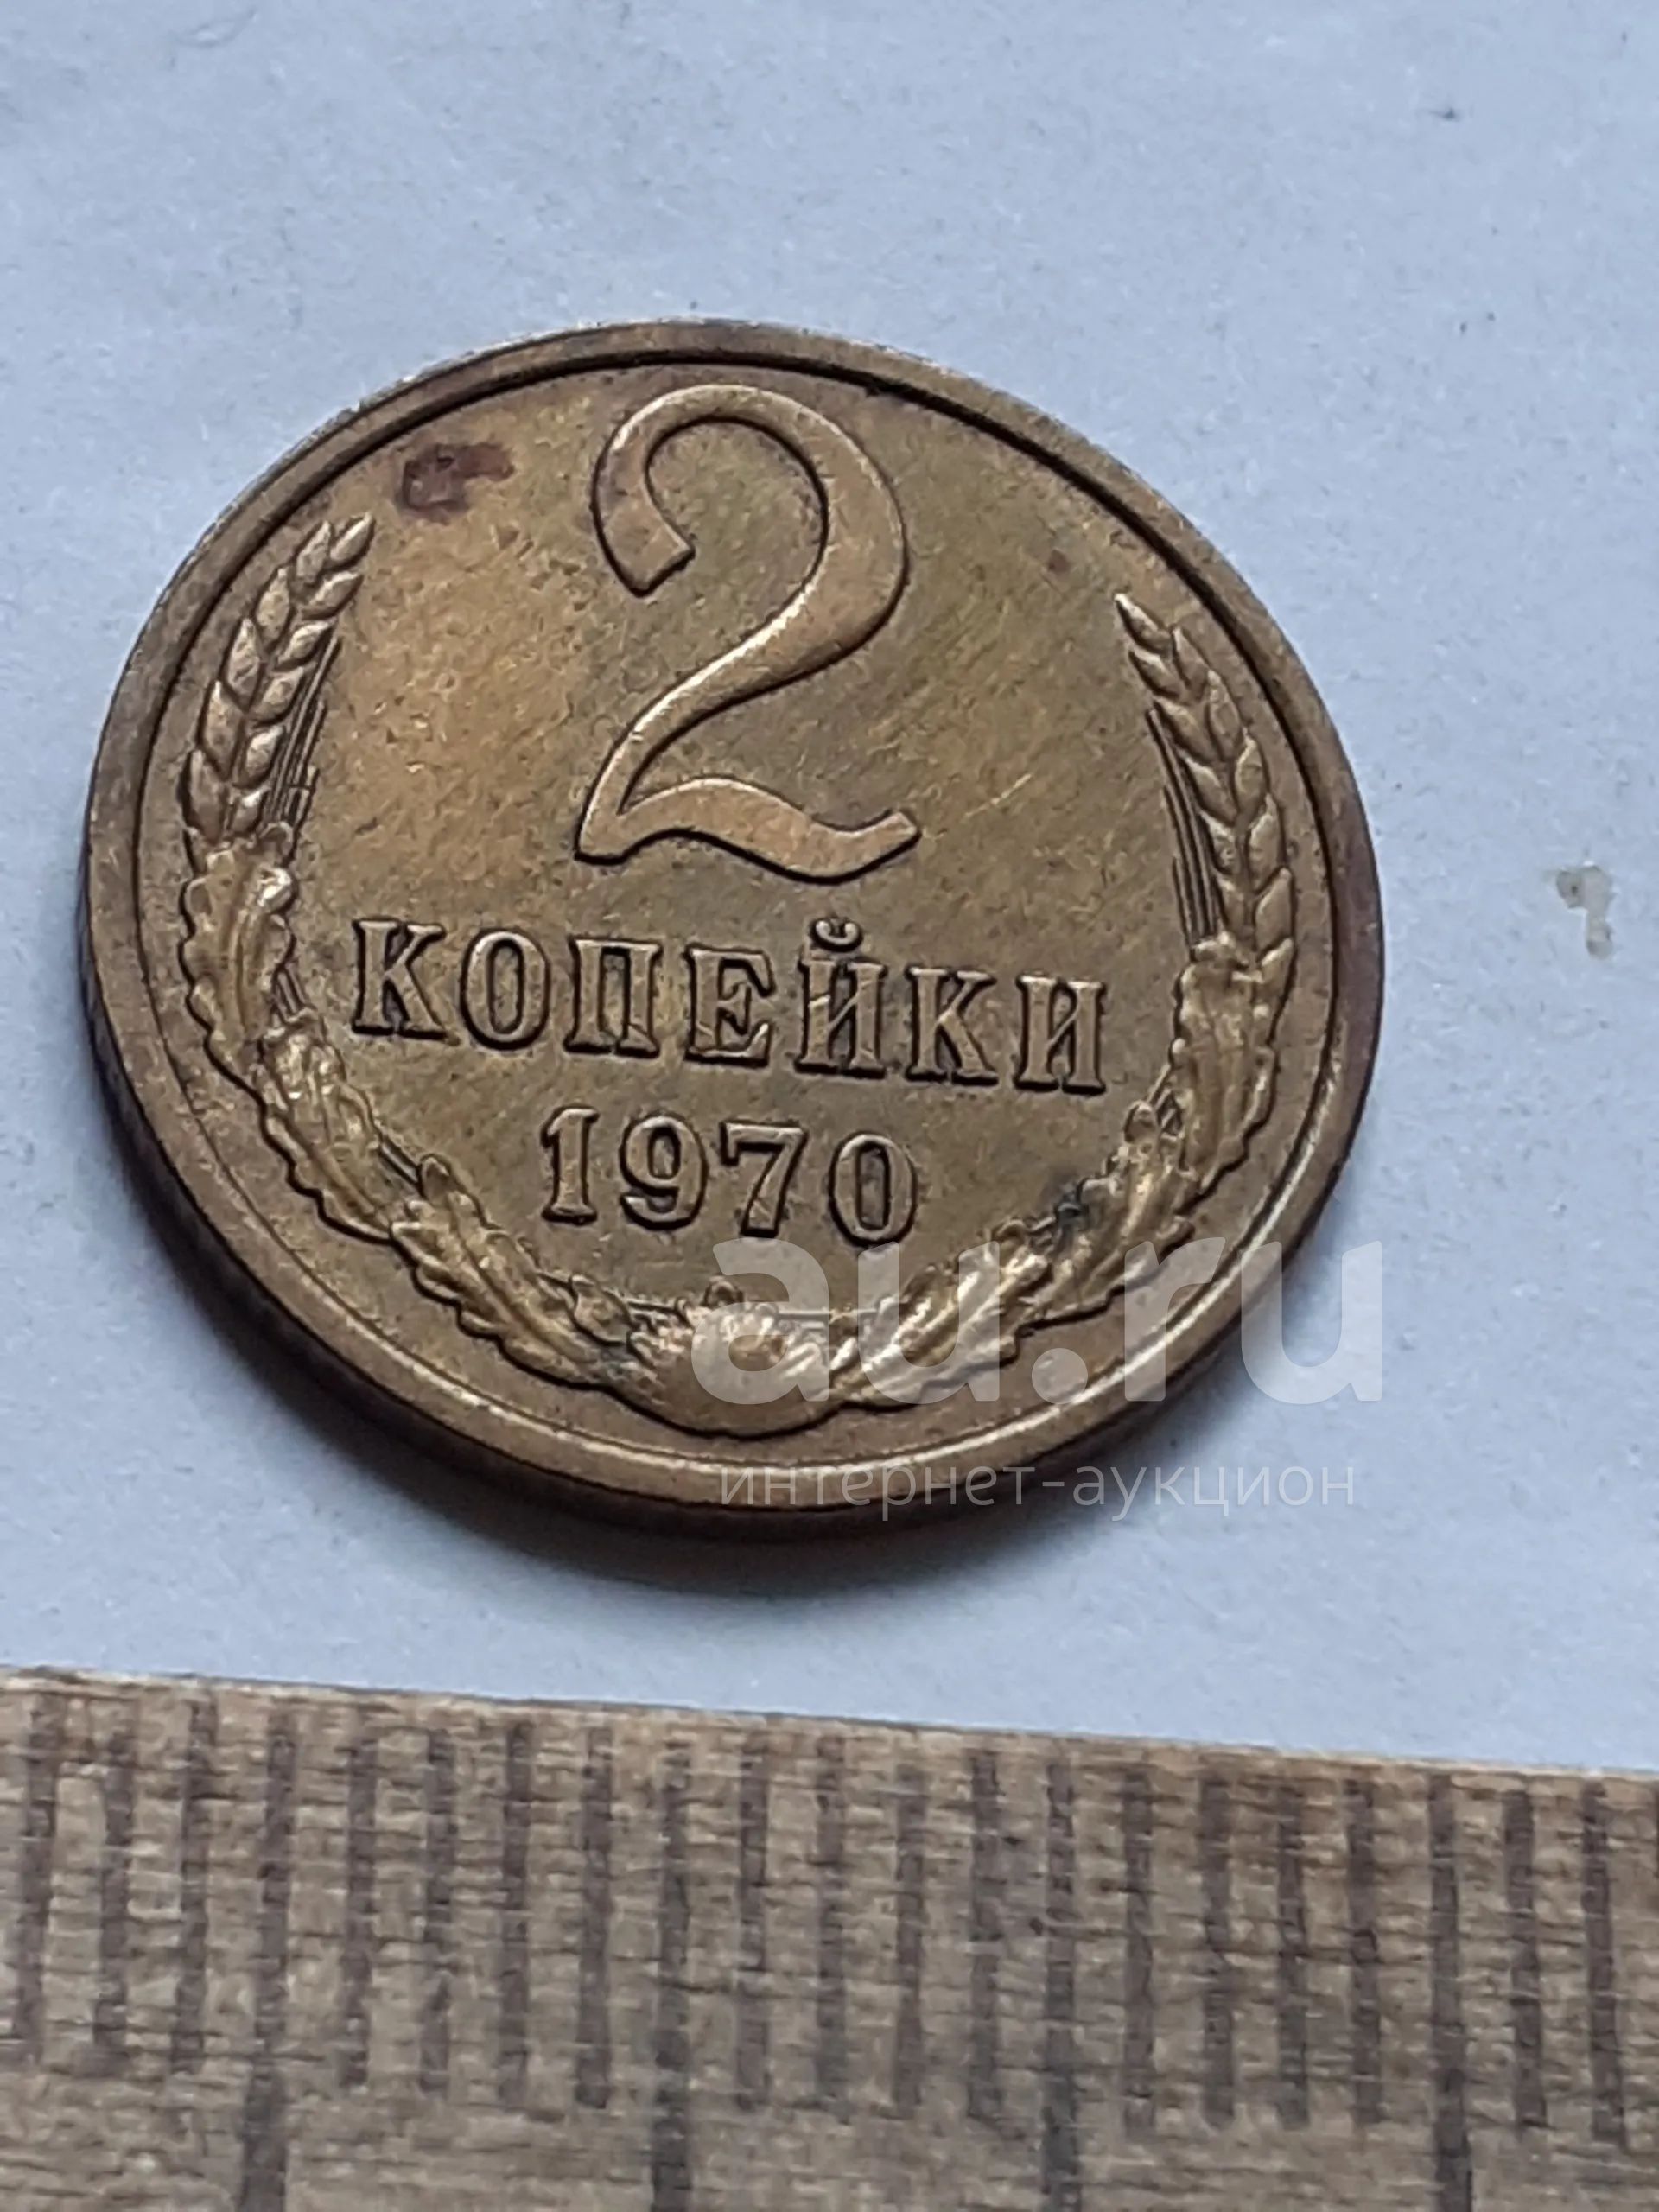 2
КОПЕЙКИ
1970
au.ru
интернет-аукцион